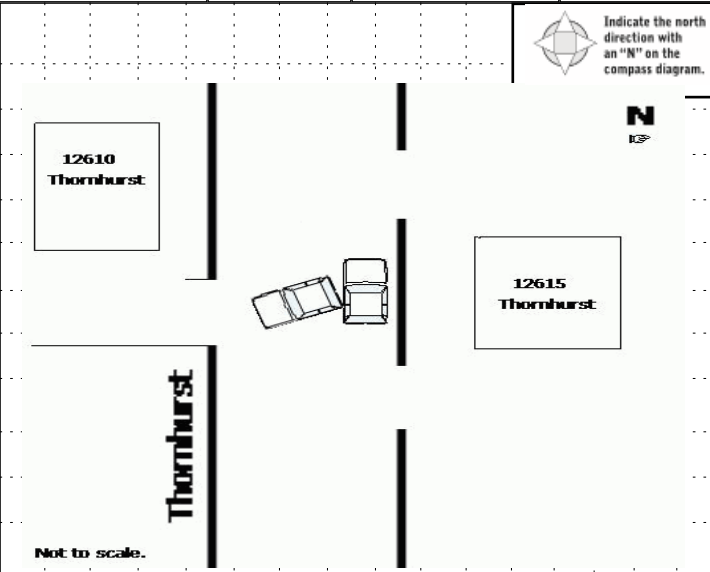 Indicate the north
direction with
an "N" on the
compass diagram.
N
12610
Thornhurst
12615
Thornhurst
Thornhurst
Not to scale.